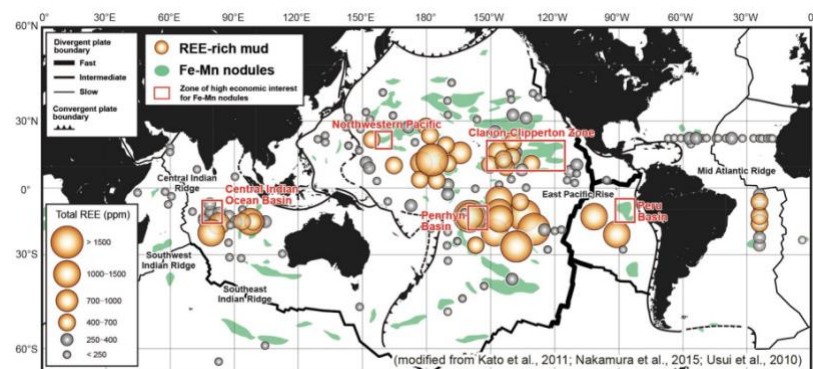 60°N
30°N
0°
30°S
60°S
0
30°E
60°E
90°E
120°E
150°E
180°
150°W
120°W
90°W
60°W
30°W
0
Divergent plate
boundary
Fast
Intermediate
Slow
Convergent plate
boundary
REE-rich mud
Fe-Mn nodules
Zone of high economic interest
for Fe-Mn nodules
Northwestern Pacific
Clarion-Clipperton Zone
Mid Atlantic Ridge
Central Indian
Ridge
Central Indian
Ocean Basin
East Pacific Rise
Penrhyn
Basin
Peru
Basin
Southwest
Indian Ridge
Southeast
Indian Ridge
Total REE (ppm)
> 1500
1000-1500
700-1000
400-700
250-400
< 250
(modified from Kato et al., 2011; Nakamura et al., 2015; Usui et al., 2010)